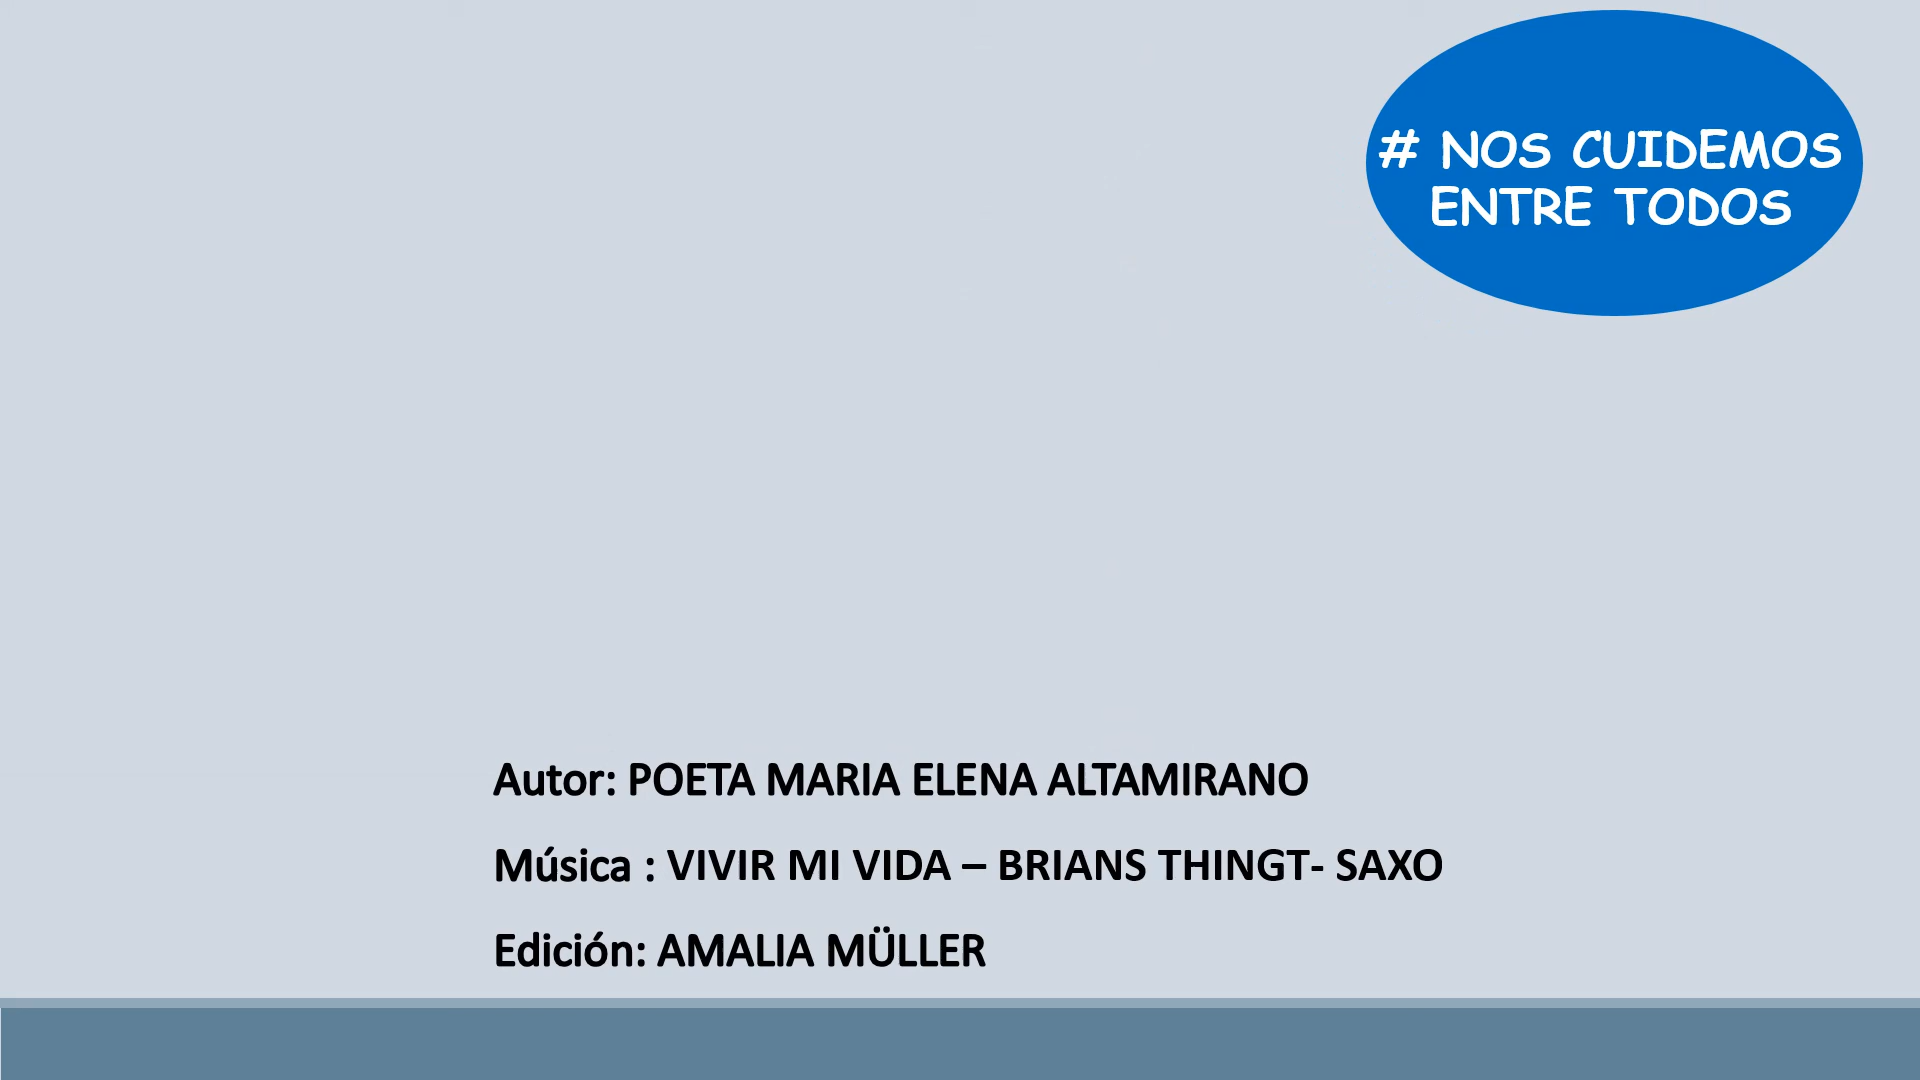 # NOS CUIDEMOS
ENTRE TODOS
Autor: POETA MARIA ELENA ALTAMIRANO
Música : VIVIR MI VIDA – BRIANS THINGT- SAXO
Edición: AMALIA MÜLLER